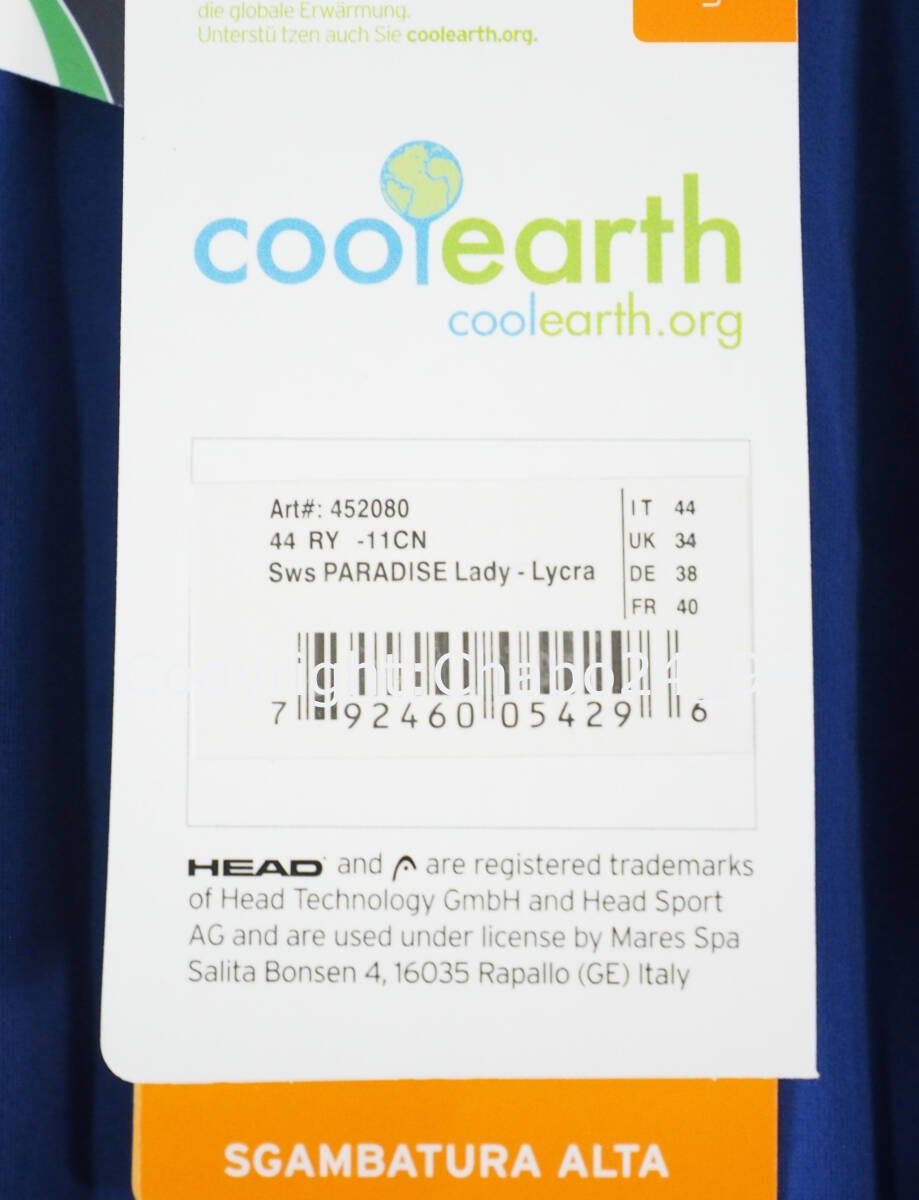 die globale Erwärmung.
Unterstü tzen auch Sie coolearth.org.
coolearth
coolearth.org
Art#: 452080
44 RY -11CN
Sws PARADISE Lady - Lycra
IT 44
UK 34
DE 38
FR 40
Copyright:Chabo24_9
7 92460 05429 6
HEAD and are registered trademarks
of Head Technology GmbH and Head Sport
AG and are used under license by Mares Spa
Salita Bonsen 4, 16035 Rapallo (GE) Italy
SGAMBATURA ALTA